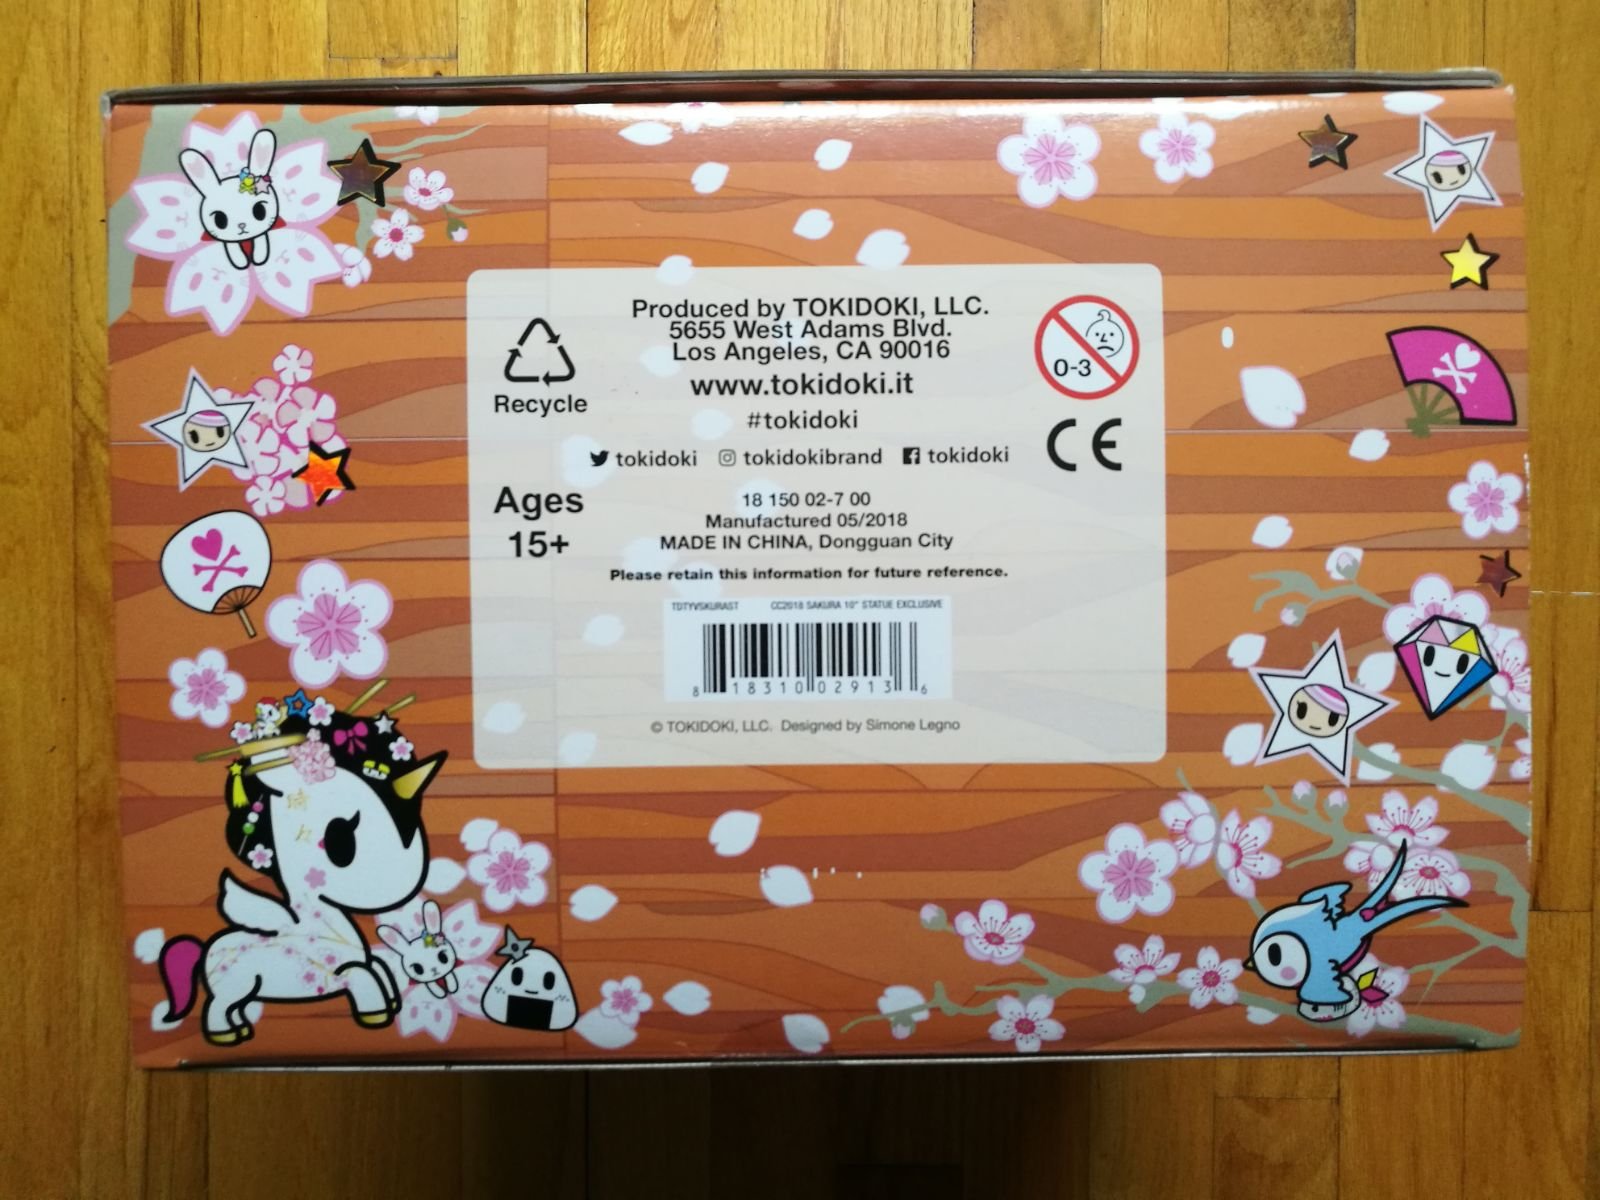 Produced by TOKIDOKI, LLC.
5655 West Adams Blvd.
Los Angeles, CA 90016
www.tokidoki.it
#tokidoki
tokidoki tokidokibrand tokidoki
Recycle
0-3
CE
Ages
15+
18 150 02-7 00
Manufactured 05/2018
MADE IN CHINA, Dongguan City
Please retain this information for future reference.
TDTYVSKURAST CC2018 SAKURA 10" STATUE EXCLUSIVE
8 18310 02913 6
© TOKIDOKI, LLC. Designed by Simone Legno